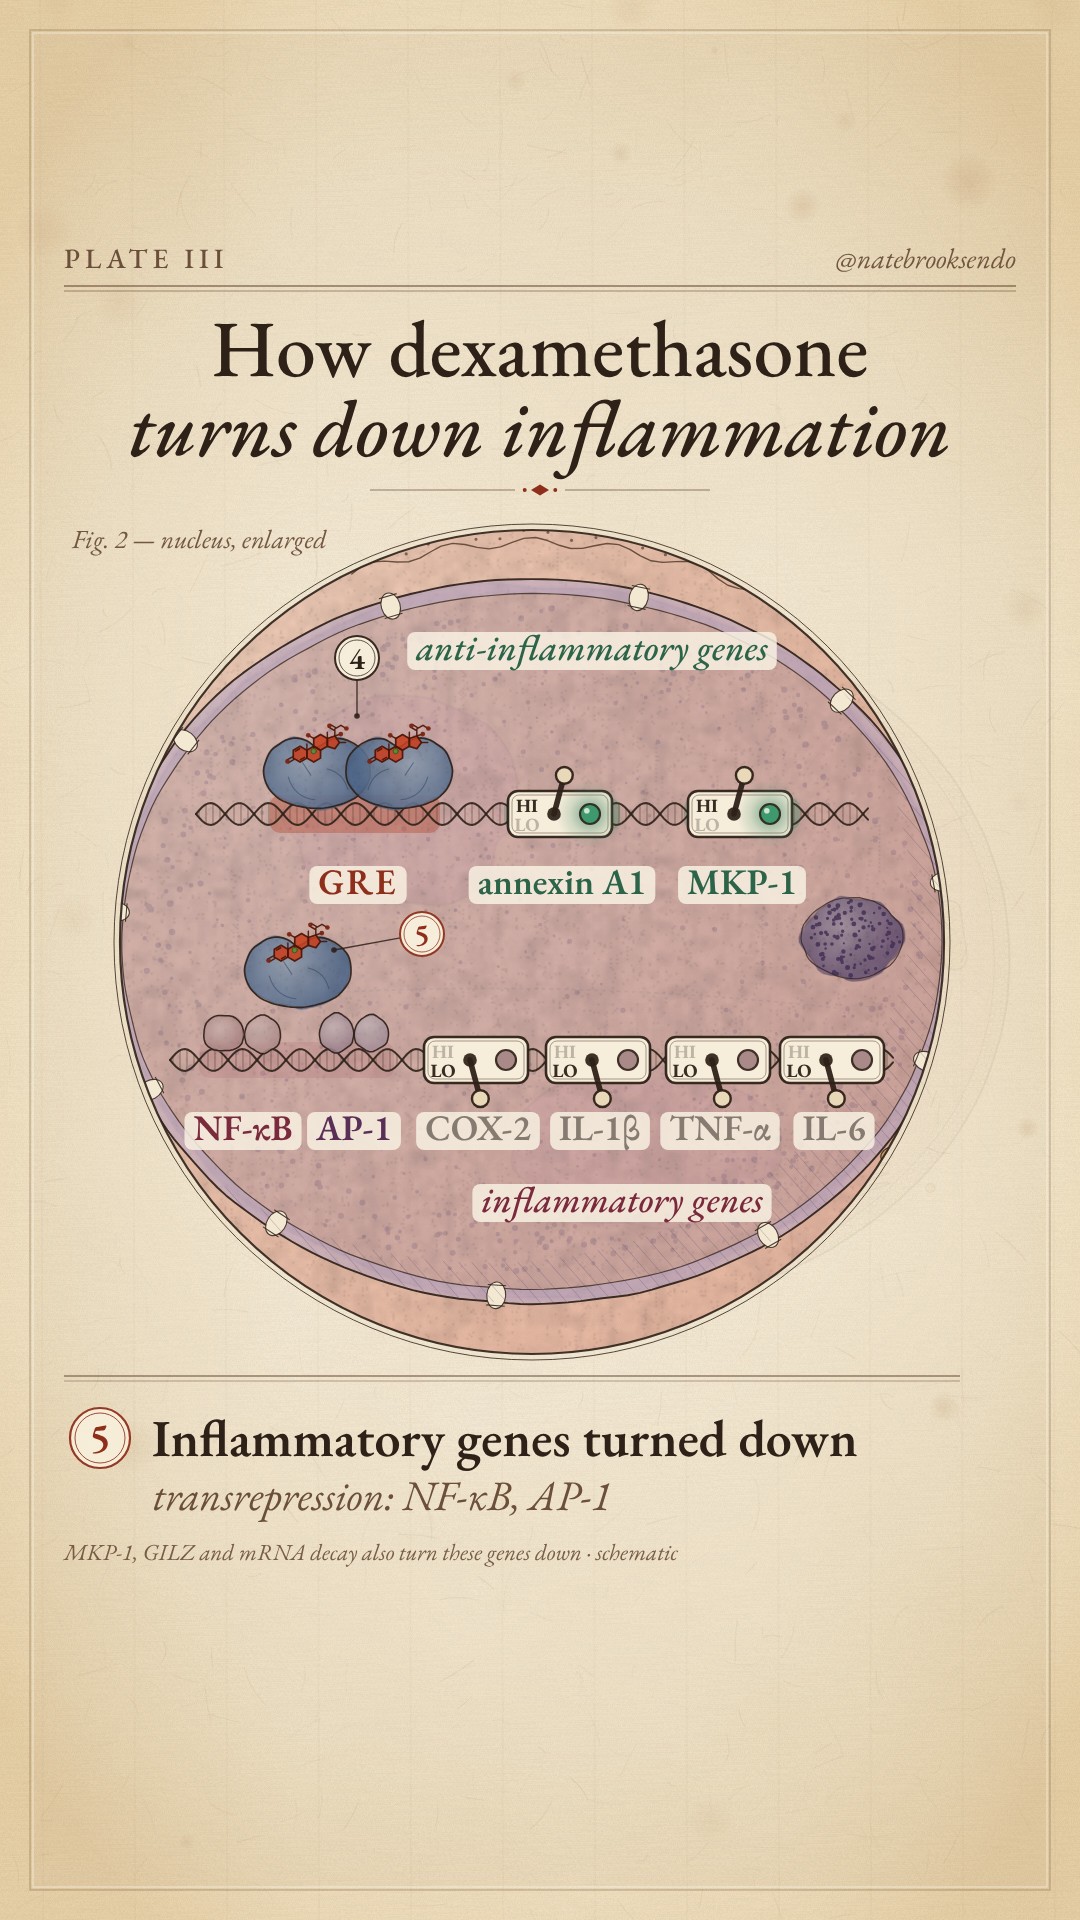 PLATE III
@natebrooksendo
How dexamethasone
turns down inflammation
Fig. 2 — nucleus, enlarged
4
anti-inflammatory genes
HI
LO
HI
LO
GRE
annexin A1
MKP-1
5
HI
LO
HI
LO
HI
LO
HI
LO
NF-κB
AP-1
COX-2
IL-1β
TNF-α
IL-6
inflammatory genes
5
Inflammatory genes turned down
transrepression: NF-κB, AP-1
MKP-1, GILZ and mRNA decay also turn these genes down · schematic